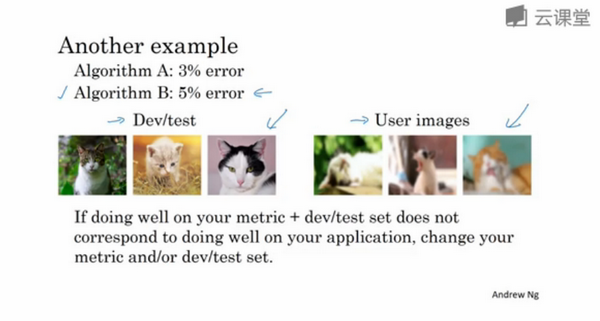 云课堂
Another example
Algorithm A: 3% error
Algorithm B: 5% error
Dev/test
User images
If doing well on your metric + dev/test set does not
correspond to doing well on your application, change your
metric and/or dev/test set.
Andrew Ng